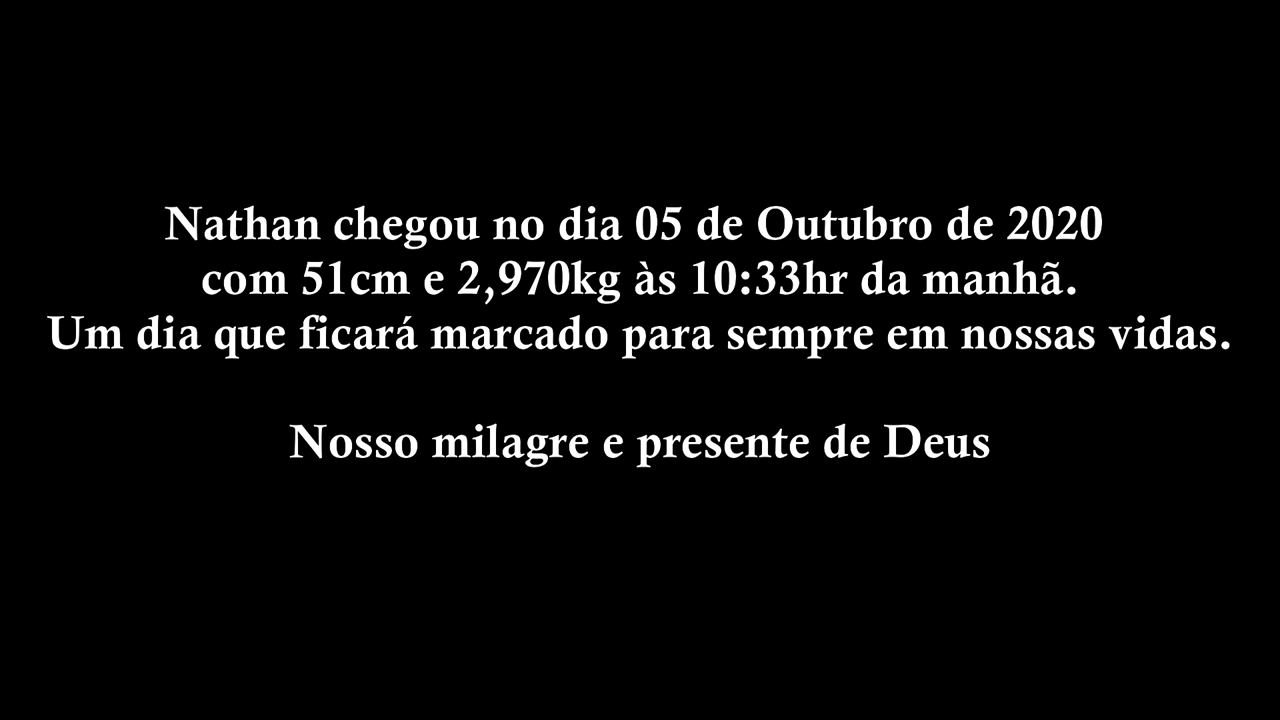 Nathan chegou no dia 05 de Outubro de 2020
com 51cm e 2,970kg às 10:33hr da manhã.
Um dia que ficará marcado para sempre em nossas vidas.
Nosso milagre e presente de Deus